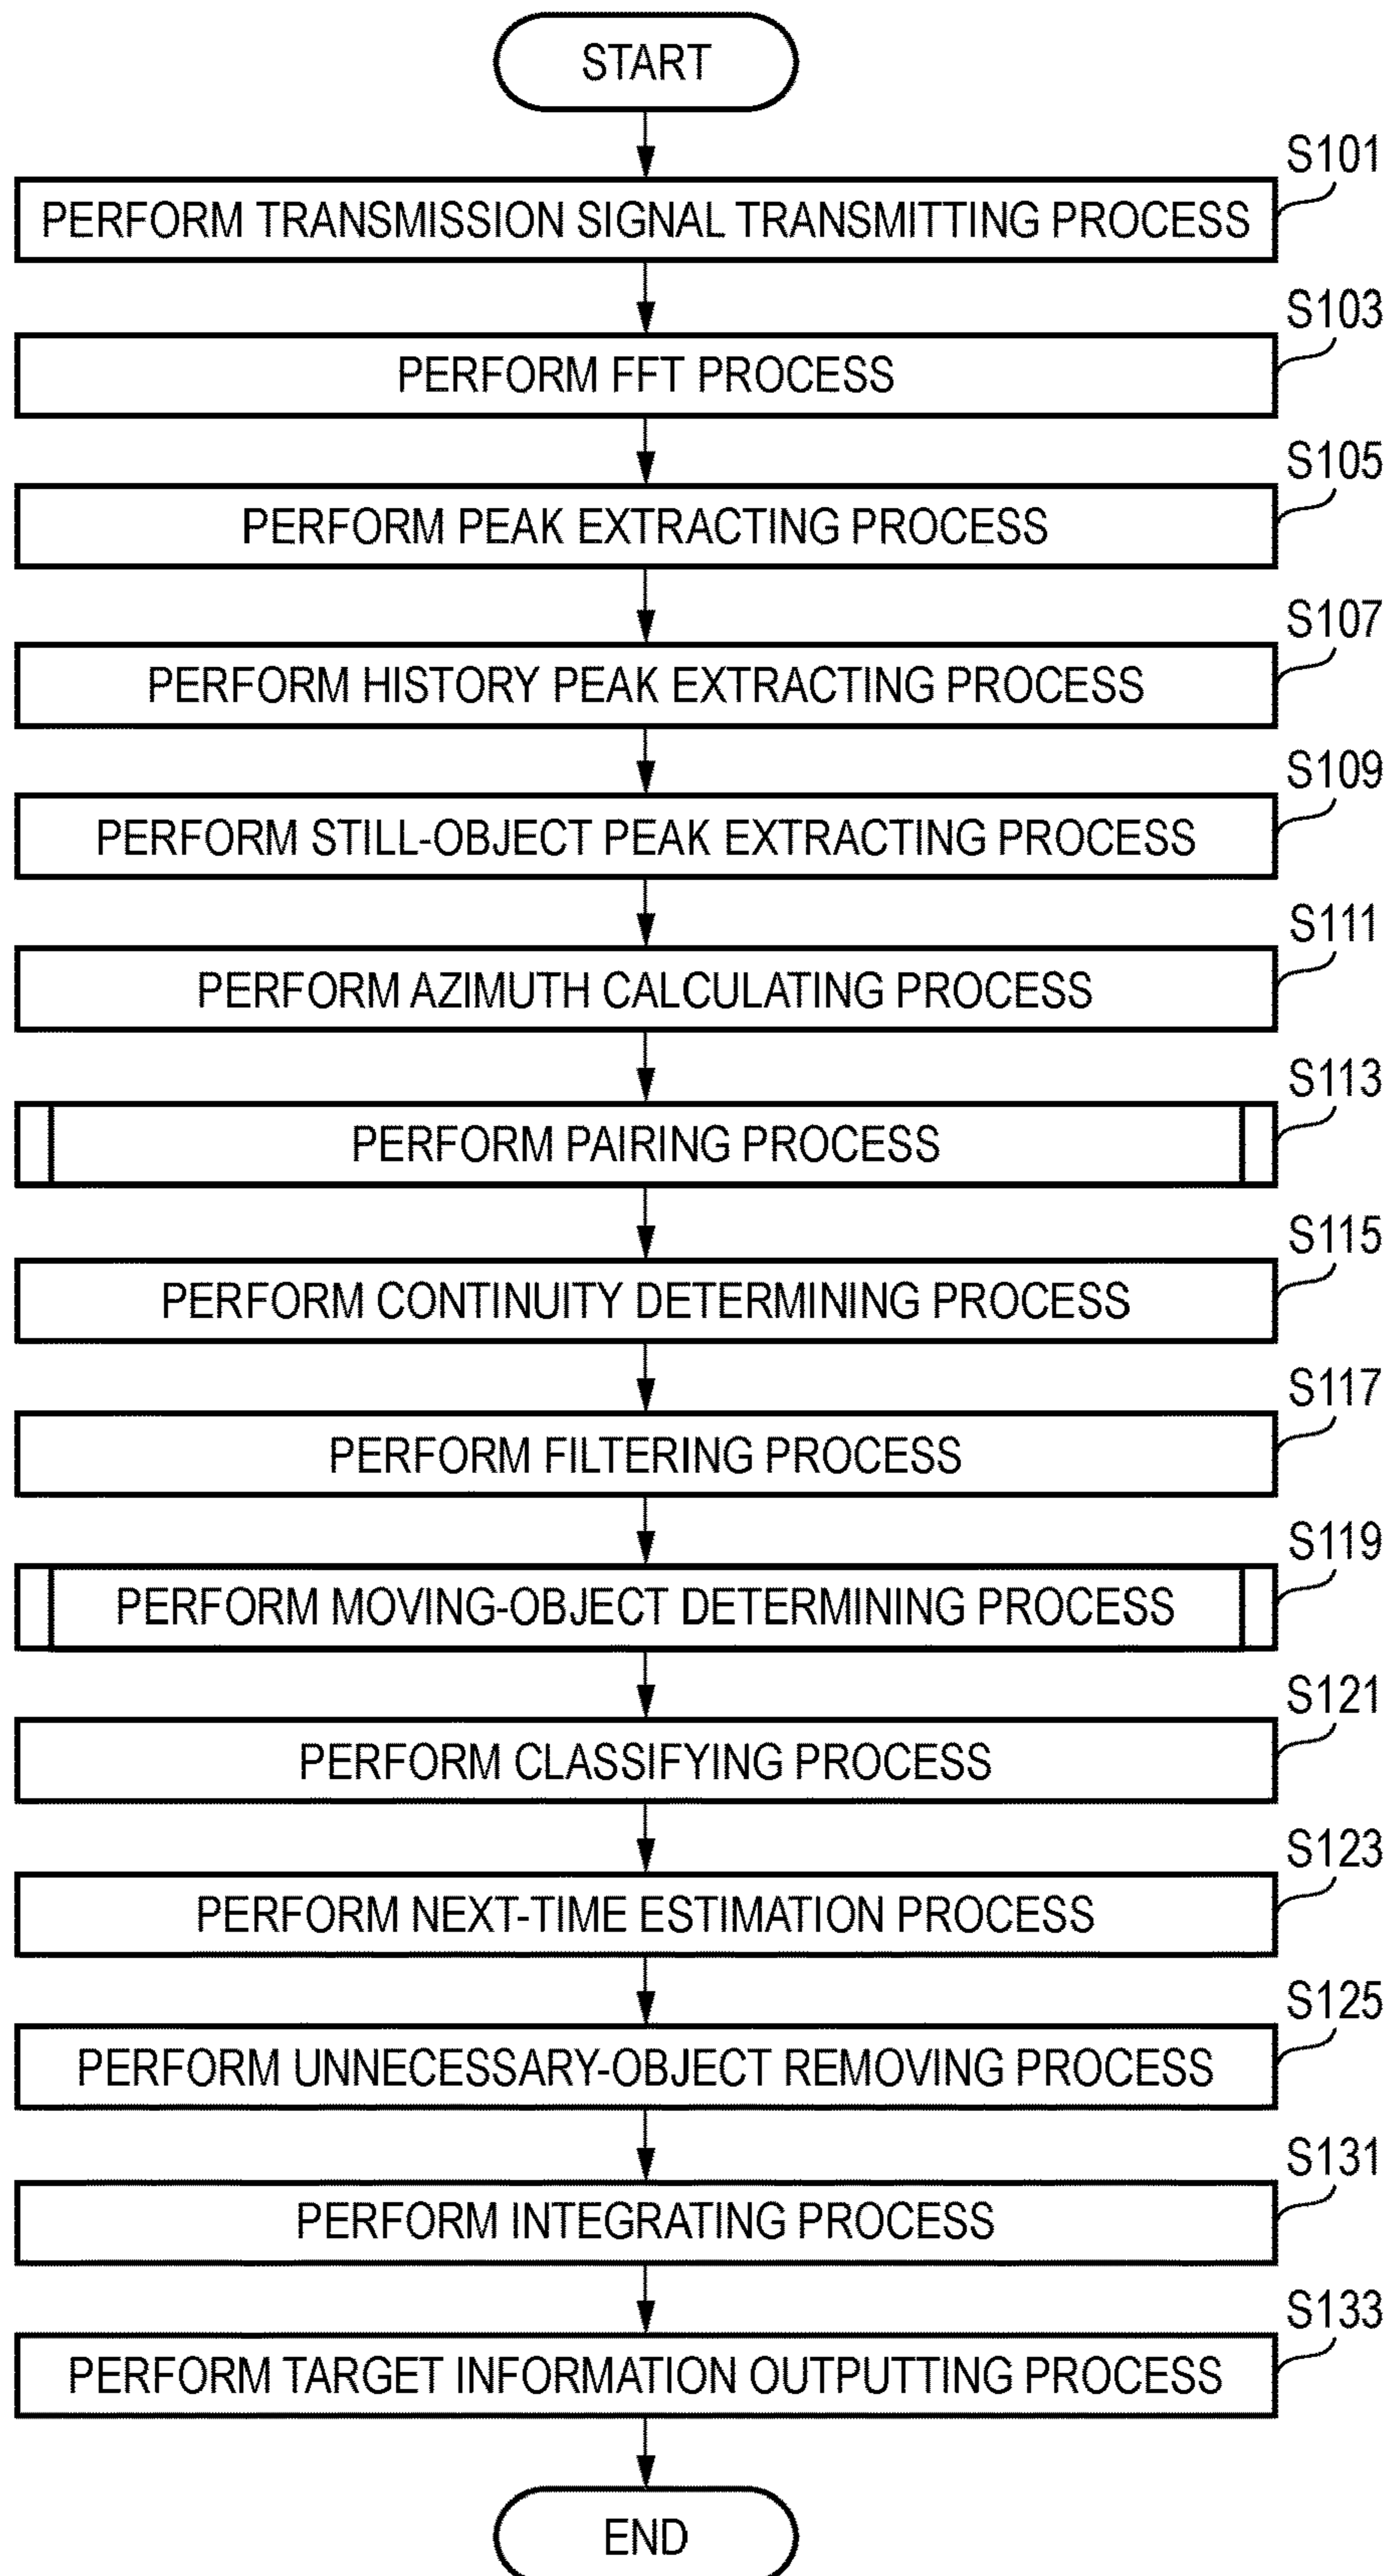 START
S101
PERFORM TRANSMISSION SIGNAL TRANSMITTING PROCESS
S103
PERFORM FFT PROCESS
S105
PERFORM PEAK EXTRACTING PROCESS
S107
PERFORM HISTORY PEAK EXTRACTING PROCESS
S109
PERFORM STILL-OBJECT PEAK EXTRACTING PROCESS
S111
PERFORM AZIMUTH CALCULATING PROCESS
S113
PERFORM PAIRING PROCESS
S115
PERFORM CONTINUITY DETERMINING PROCESS
S117
PERFORM FILTERING PROCESS
S119
PERFORM MOVING-OBJECT DETERMINING PROCESS
S121
PERFORM CLASSIFYING PROCESS
S123
PERFORM NEXT-TIME ESTIMATION PROCESS
S125
PERFORM UNNECESSARY-OBJECT REMOVING PROCESS
S131
PERFORM INTEGRATING PROCESS
S133
PERFORM TARGET INFORMATION OUTPUTTING PROCESS
END